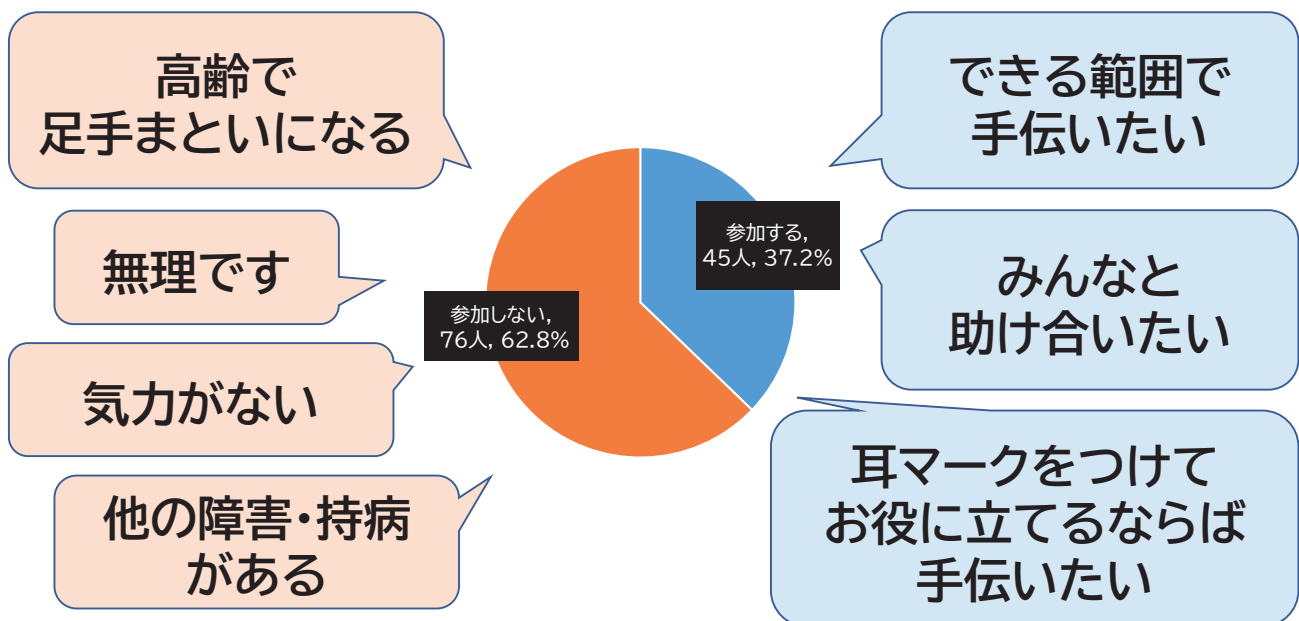 高齢で
足手まといになる
無理です
気力がない
他の障害・持病
がある
参加しない,
76人, 62.8%
参加する,
45人, 37.2%
できる範囲で
手伝いたい
みんなと
助け合いたい
耳マークをつけて
お役に立てるならば
手伝いたい